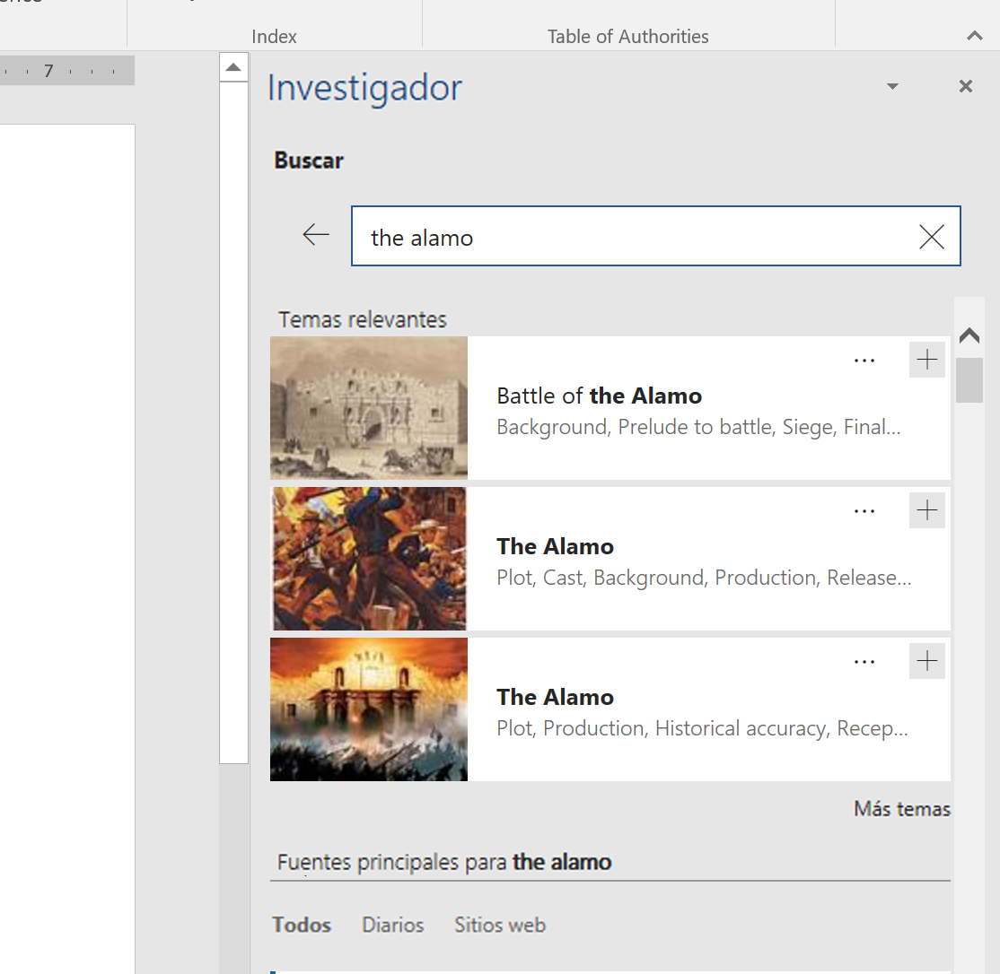 Index
Table of Authorities
7
Investigador
Buscar
the alamo
Temas relevantes
Battle of the Alamo
Background, Prelude to battle, Siege, Final...
The Alamo
Plot, Cast, Background, Production, Release...
The Alamo
Plot, Production, Historical accuracy, Recep...
Más temas
Fuentes principales para the alamo
Todos
Diarios
Sitios web